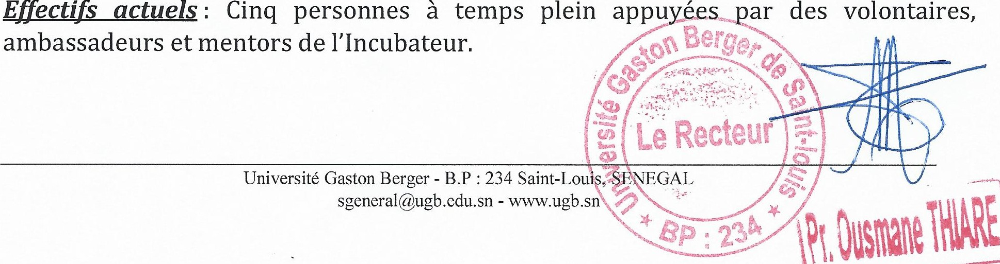 Effectifs actuels : Cinq personnes à temps plein appuyées par des volontaires,
ambassadeurs et mentors de l'Incubateur.
Université Gaston Berger de Saint-louis
Le Recteur
★ BP : 234 ★
Université Gaston Berger - B.P : 234 Saint-Louis, SENEGAL
sgeneral@ugb.edu.sn - www.ugb.sn
Pr. Ousmane THIARE